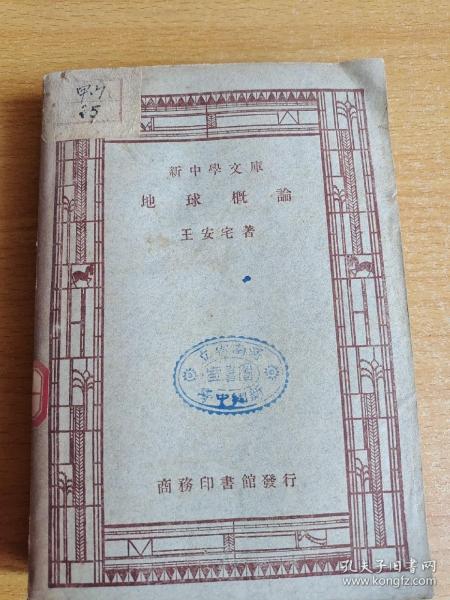 新中學文庫
地球概論
王安宅著
商務印書館發行
孔夫子旧书网
www.kongfz.com